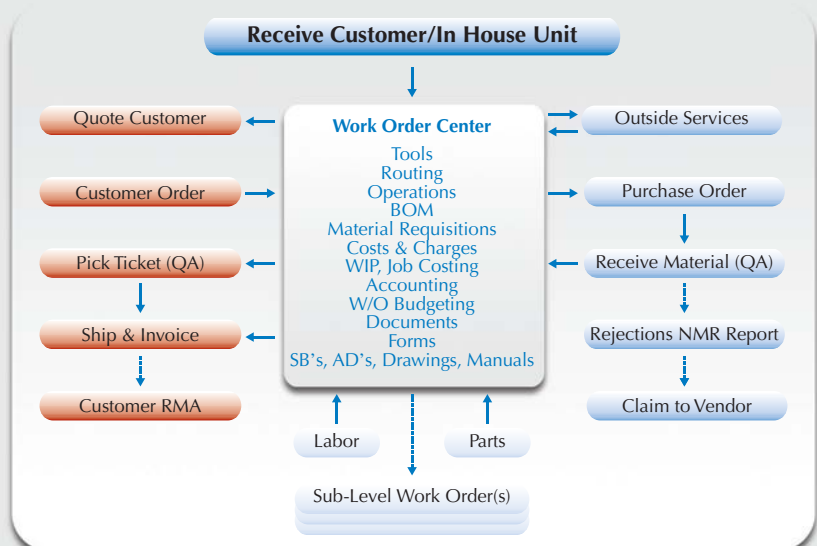 Receive Customer/In House Unit
Quote Customer
Customer Order
Pick Ticket (QA)
Ship & Invoice
Customer RMA
Work Order Center
Tools
Routing
Operations
BOM
Material Requisitions
Costs & Charges
WIP, Job Costing
Accounting
W/O Budgeting
Documents
Forms
SB's, AD's, Drawings, Manuals
Outside Services
Purchase Order
Receive Material (QA)
Rejections NMR Report
Claim to Vendor
Labor
Parts
Sub-Level Work Order(s)